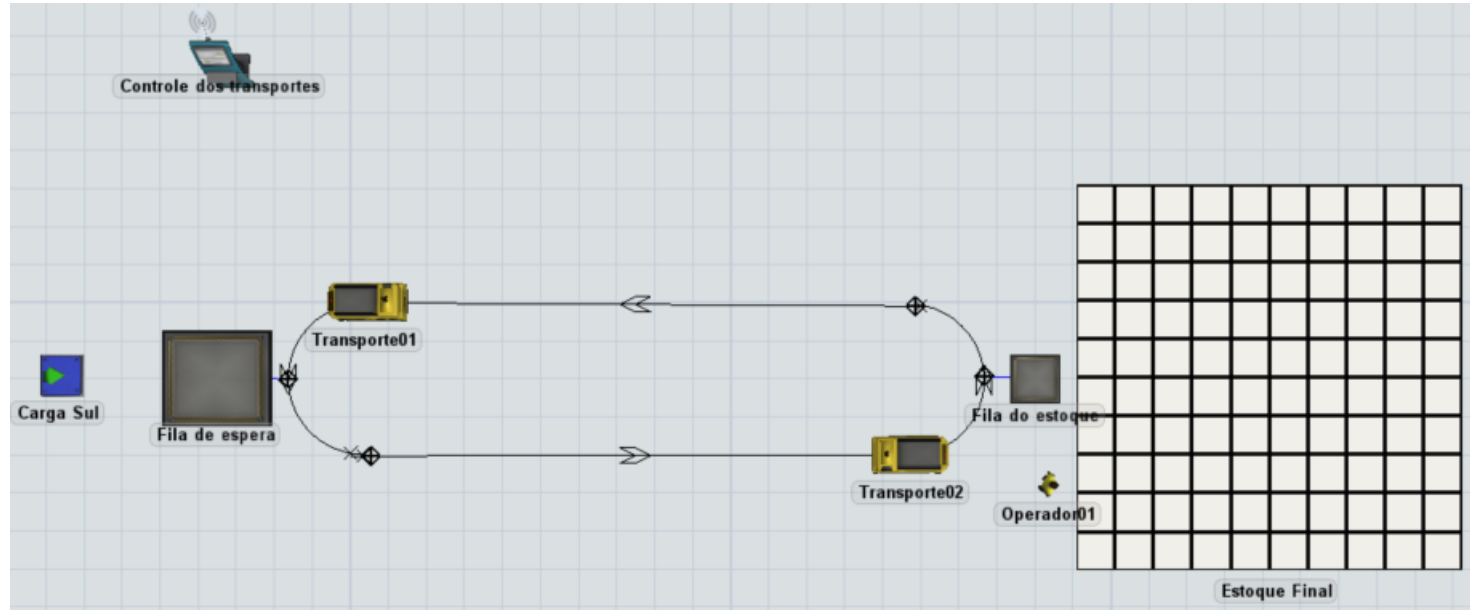 Controle dos transportes
Transporte01
Carga Sul
Fila de espera
Fila do estoque
Transporte02
Operador01
Estoque Final